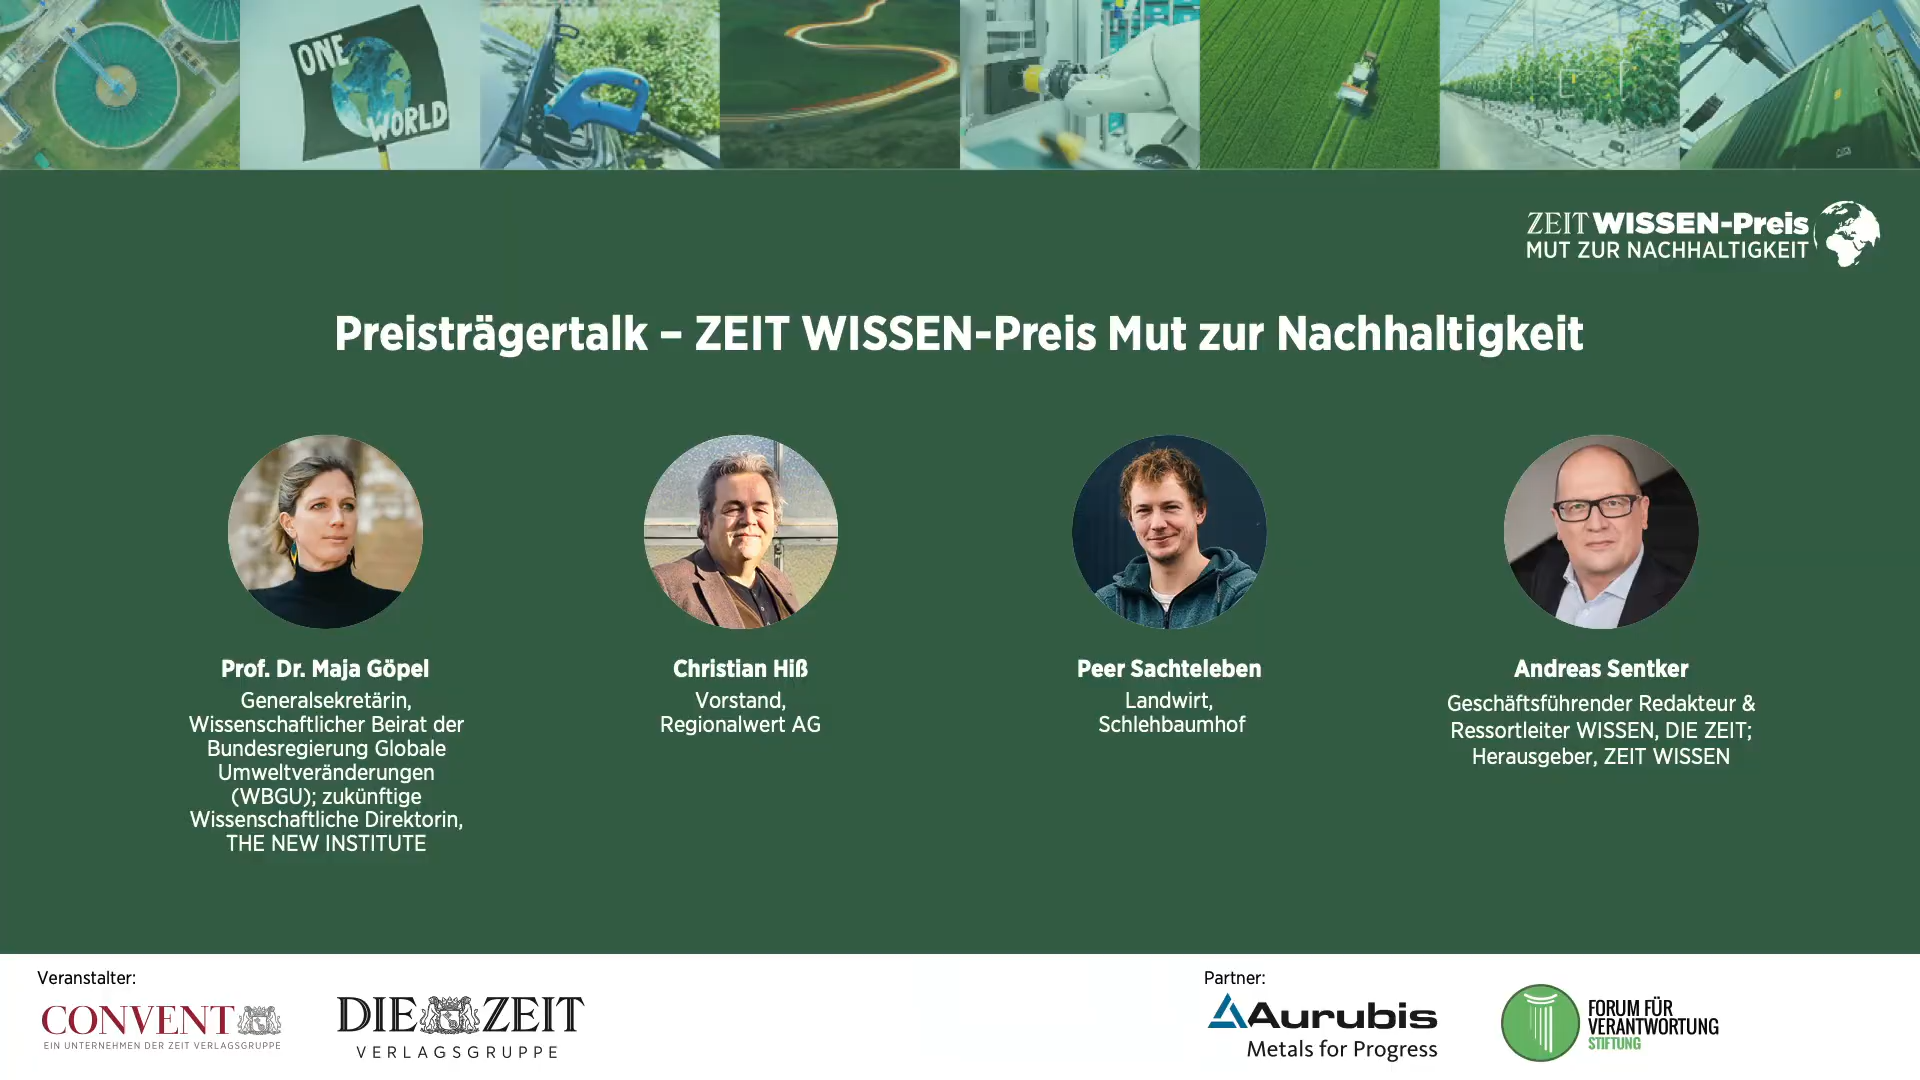 ONE
WORLD
ZEIT WISSEN-Preis
MUT ZUR NACHHALTIGKEIT
Preisträgertalk – ZEIT WISSEN-Preis Mut zur Nachhaltigkeit
Prof. Dr. Maja Göpel
Generalsekretärin,
Wissenschaftlicher Beirat der
Bundesregierung Globale
Umweltveränderungen
(WBGU); zukünftige
Wissenschaftliche Direktorin,
THE NEW INSTITUTE
Christian Hiß
Vorstand,
Regionalwert AG
Peer Sachteleben
Landwirt,
Schlehbaumhof
Andreas Sentker
Geschäftsführender Redakteur &
Ressortleiter WISSEN, DIE ZEIT;
Herausgeber, ZEIT WISSEN
Veranstalter:
CONVENT
EIN UNTERNEHMEN DER ZEIT VERLAGSGRUPPE
DIE ZEIT
VERLAGSGRUPPE
Partner:
Aurubis
Metals for Progress
FORUM FÜR
VERANTWORTUNG
STIFTUNG